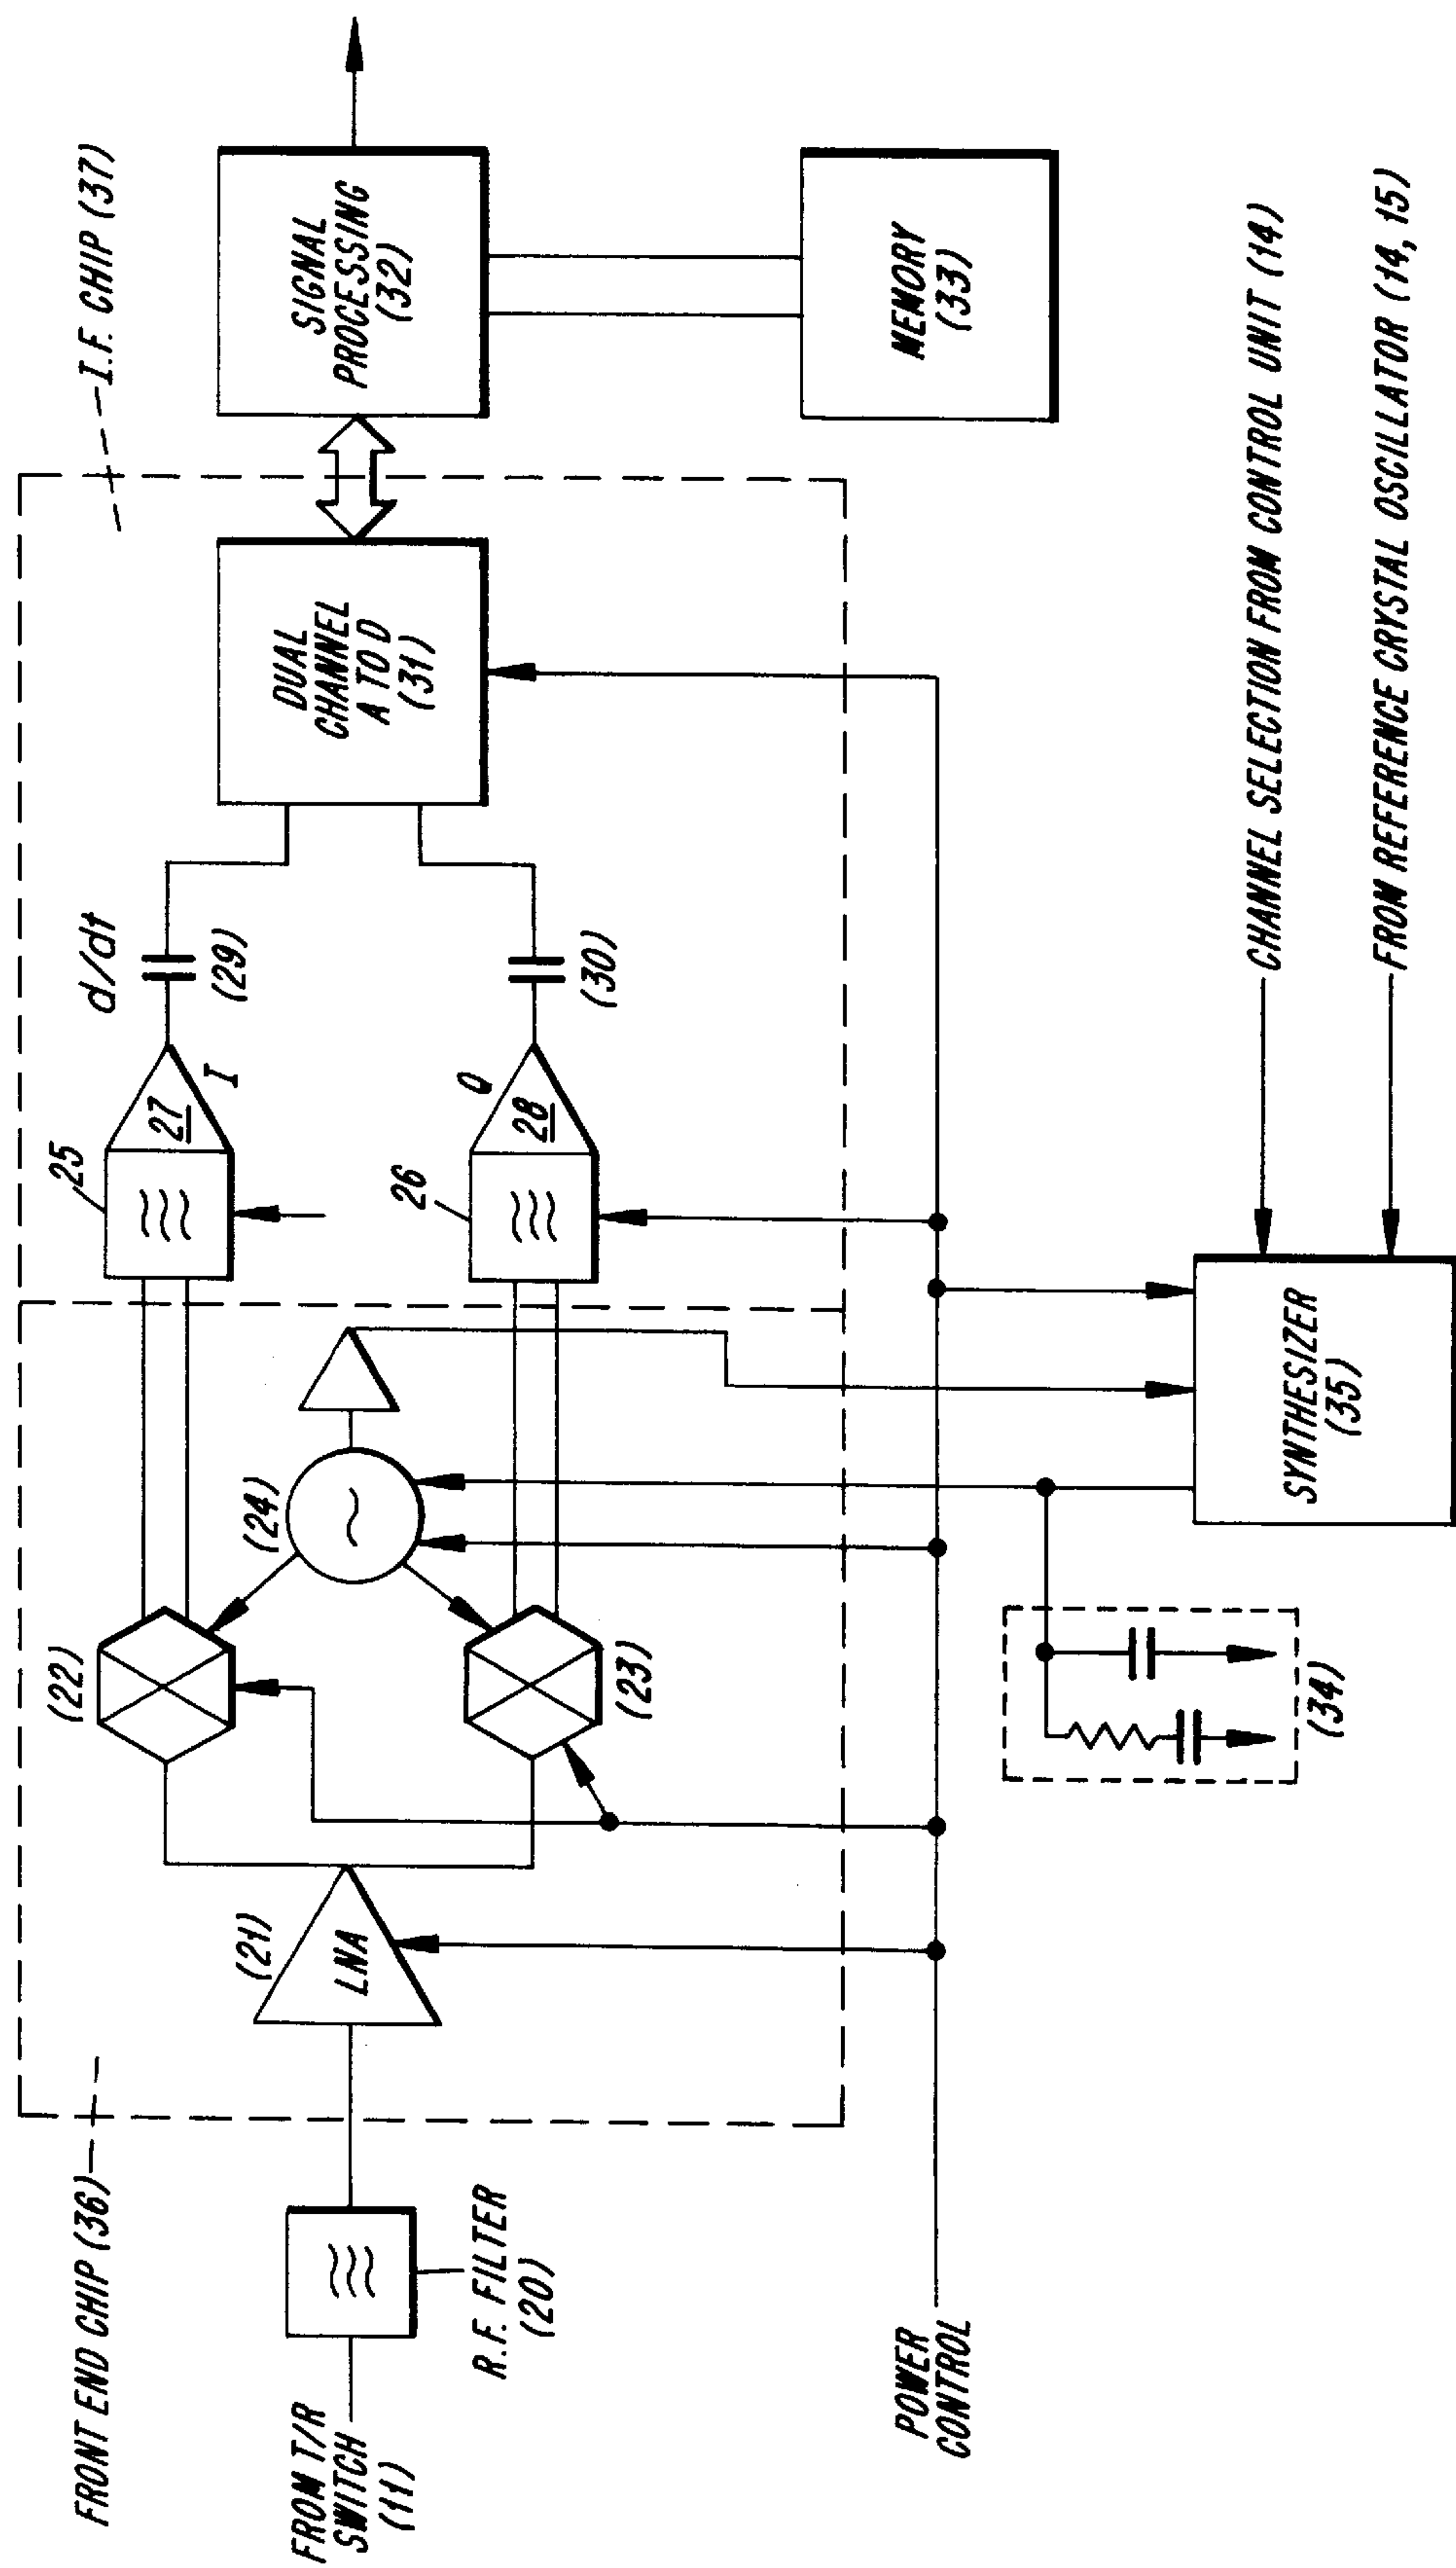 FRONT END CHIP (36)
I.F. CHIP (37)
FROM T/R
SWITCH
(11)
R.F. FILTER
(20)
(21)
LNA
(22)
(23)
(24)
25
27
I
26
28
Q
d/dt
(29)
(30)
DUAL
CHANNEL
A TO D
(31)
SIGNAL
PROCESSING
(32)
MEMORY
(33)
POWER
CONTROL
(34)
SYNTHESIZER
(35)
CHANNEL SELECTION FROM CONTROL UNIT (14)
FROM REFERENCE CRYSTAL OSCILLATOR (14, 15)